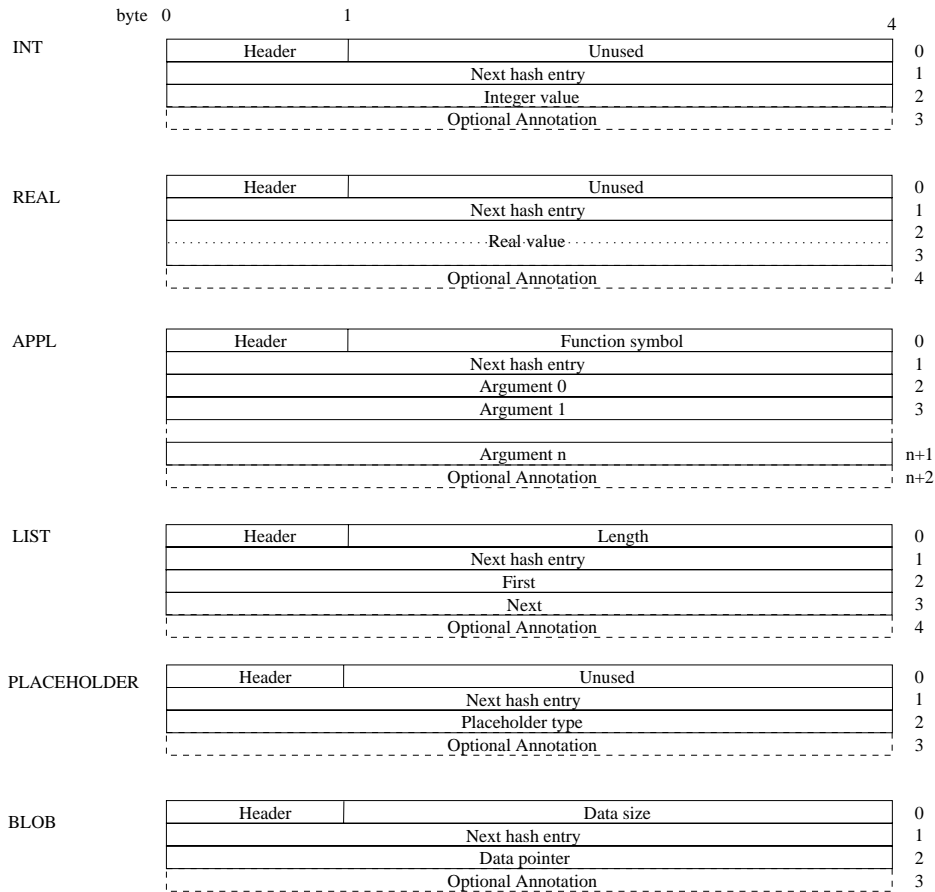 byte 0 1 4
INT Header Unused 0
Next hash entry 1
Integer value 2
Optional Annotation 3
REAL Header Unused 0
Next hash entry 1
2
Real value
3
Optional Annotation 4
APPL Header Function symbol 0
Next hash entry 1
Argument 0 2
Argument 1 3
Argument n n+1
Optional Annotation n+2
LIST Header Length 0
Next hash entry 1
First 2
Next 3
Optional Annotation 4
PLACEHOLDER Header Unused 0
Next hash entry 1
Placeholder type 2
Optional Annotation 3
BLOB Header Data size 0
Next hash entry 1
Data pointer 2
Optional Annotation 3